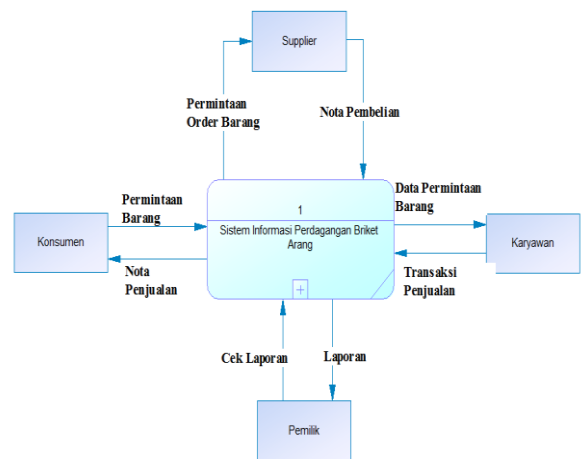 Supplier
Permintaan
Order Barang
Nota Pembelian
Permintaan
Barang
1
Sistem Informasi Perdagangan Briket
Arang
Data Permintaan
Barang
Konsumen
Karyawan
Nota
Penjualan
Transaksi
Penjualan
Cek Laporan
Laporan
Pemilik